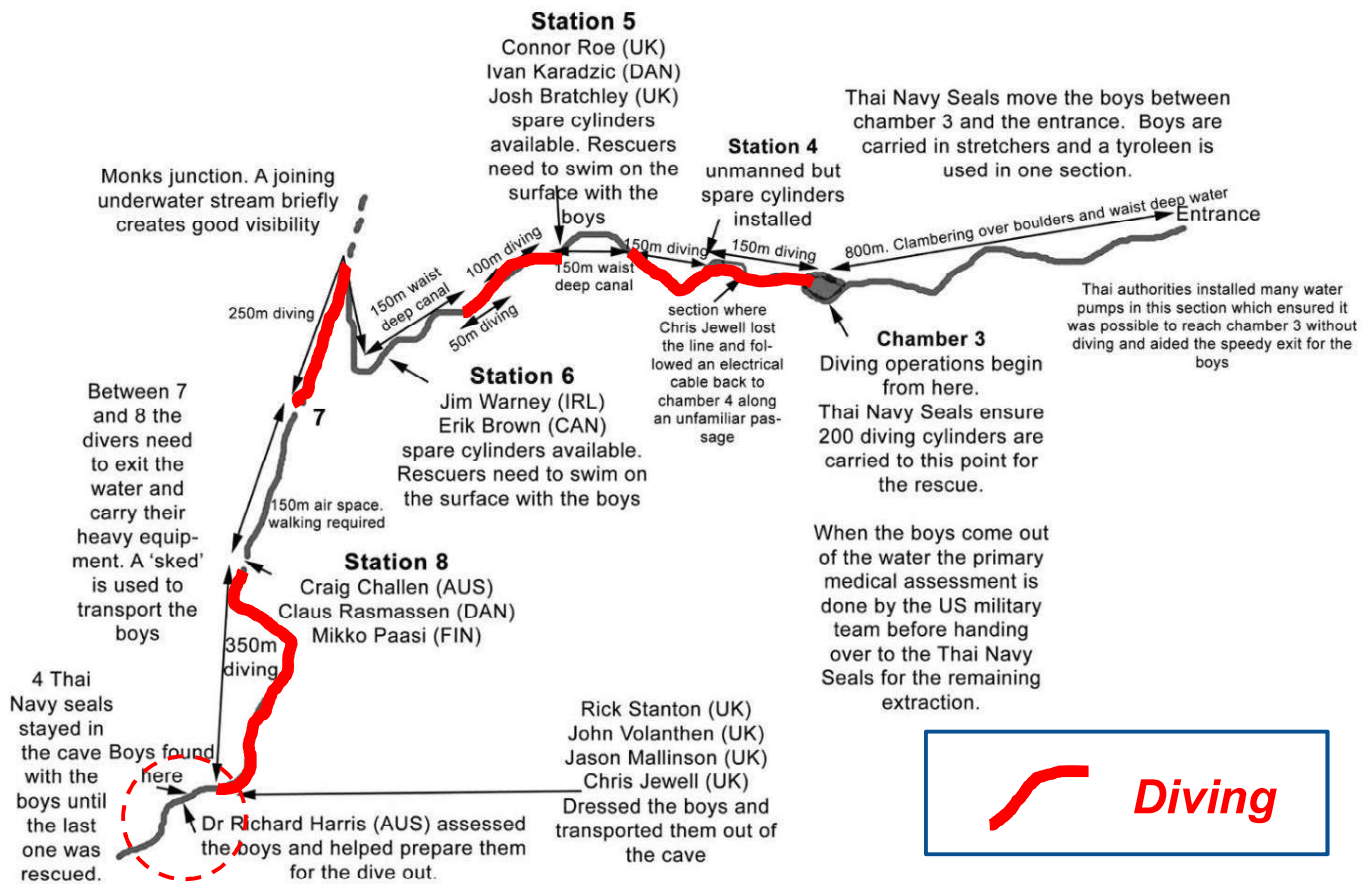 Station 5
Connor Roe (UK)
Ivan Karadzic (DAN)
Josh Bratchley (UK)
spare cylinders
available. Rescuers
need to swim on the
surface with the
boys
Thai Navy Seals move the boys between
chamber 3 and the entrance. Boys are
carried in stretchers and a tyroleen is
used in one section.
Station 4
unmanned but
spare cylinders
installed
Monks junction. A joining
underwater stream briefly
creates good visibility
800m. Clambering over boulders and waist deep water
Entrance
250m diving
150m waist
deep canal
100m diving
50m diving
150m waist
deep canal
150m diving
150m diving
section where
Chris Jewell lost
the line and fol-
lowed an electrical
cable back to
chamber 4 along
an unfamiliar pas-
sage
Thai authorities installed many water
pumps in this section which ensured it
was possible to reach chamber 3 without
diving and aided the speedy exit for the
boys
Chamber 3
Diving operations begin
from here.
Thai Navy Seals ensure
200 diving cylinders are
carried to this point for
the rescue.
When the boys come out
of the water the primary
medical assessment is
done by the US military
team before handing
over to the Thai Navy
Seals for the remaining
extraction.
Station 6
Jim Warney (IRL)
Erik Brown (CAN)
spare cylinders available.
Rescuers need to swim on
the surface with the boys
7
Between 7
and 8 the
divers need
to exit the
water and
carry their
heavy equip-
ment. A ‘sked’
is used to
transport the
boys
150m air space.
walking required
Station 8
Craig Challen (AUS)
Claus Rasmassen (DAN)
Mikko Paasi (FIN)
350m
diving
4 Thai
Navy seals
stayed in
the cave
with the
boys until
the last
one was
rescued.
Boys found
here
Dr Richard Harris (AUS) assessed
the boys and helped prepare them
for the dive out.
Rick Stanton (UK)
John Volanthen (UK)
Jason Mallinson (UK)
Chris Jewell (UK)
Dressed the boys and
transported them out of
the cave
Diving